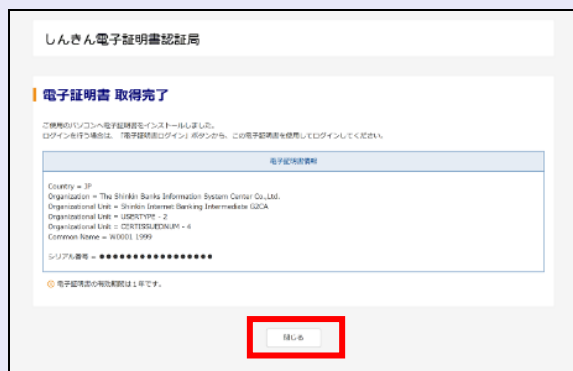 しんきん電子証明書認証局
電子証明書 取得完了
ご使用のパソコンへ電子証明書をインストールしました。
ログインを行う場合は、「電子証明書ログイン」ボタンから、この電子証明書を使用してログインしてください。
電子証明書情報
Country = JP
Organization = The Shinkin Banks Information System Center Co.,Ltd.
Organizational Unit = Shinkin Internet Banking Intermediate G2CA
Organizational Unit = USERTYPE - 2
Organizational Unit = CERTISSUEDNUM - 4
Common Name = W0001 1999
シリアル番号 = ●●●●●●●●●●●●●●●●●
電子証明書の有効期間は1年です。
閉じる